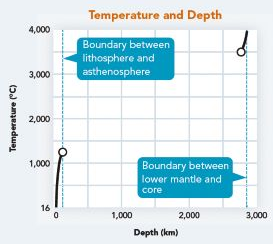 Temperature and Depth
4,000
3,000
2,000
1,000
16
Temperature (°C)
Boundary between
lithosphere and
asthenosphere
Boundary between
lower mantle and
core
0
1,000
2,000
3,000
Depth (km)